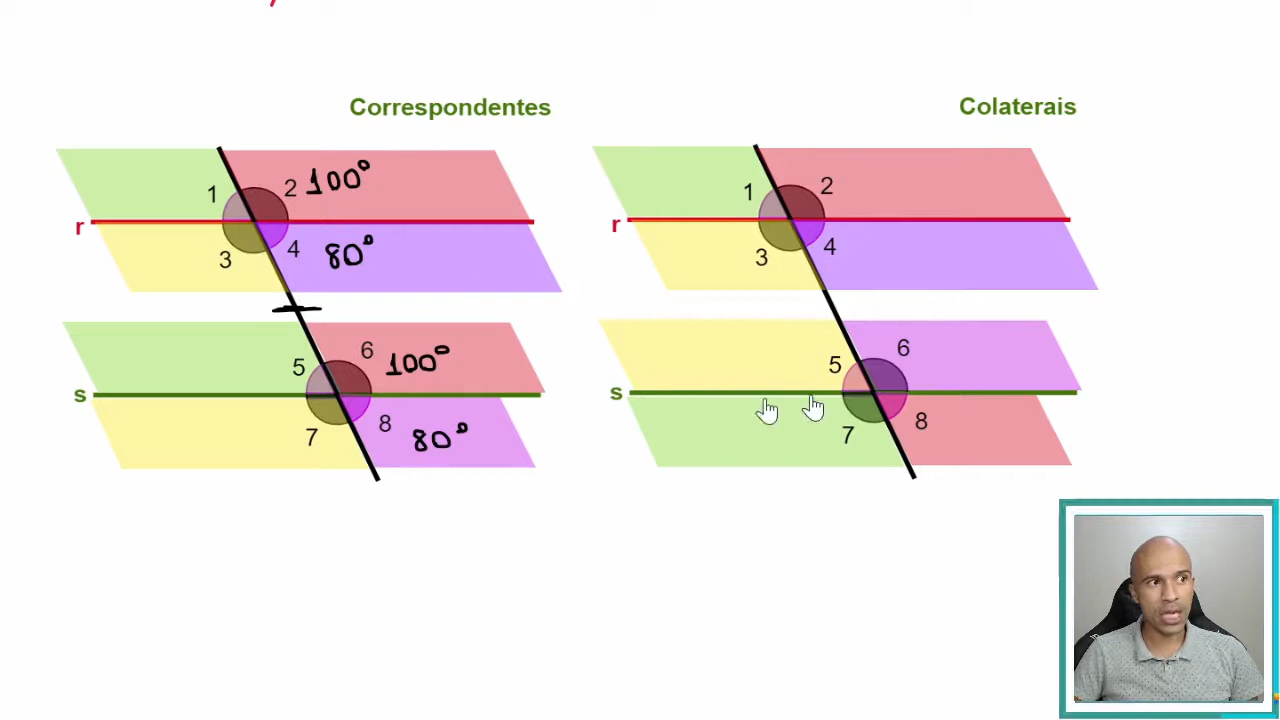 Correspondentes
1 2 100°
r
3 4 80°
5 6 100°
s
7 8 80°
Colaterais
1 2
r
3 4
5 6
s
7 8